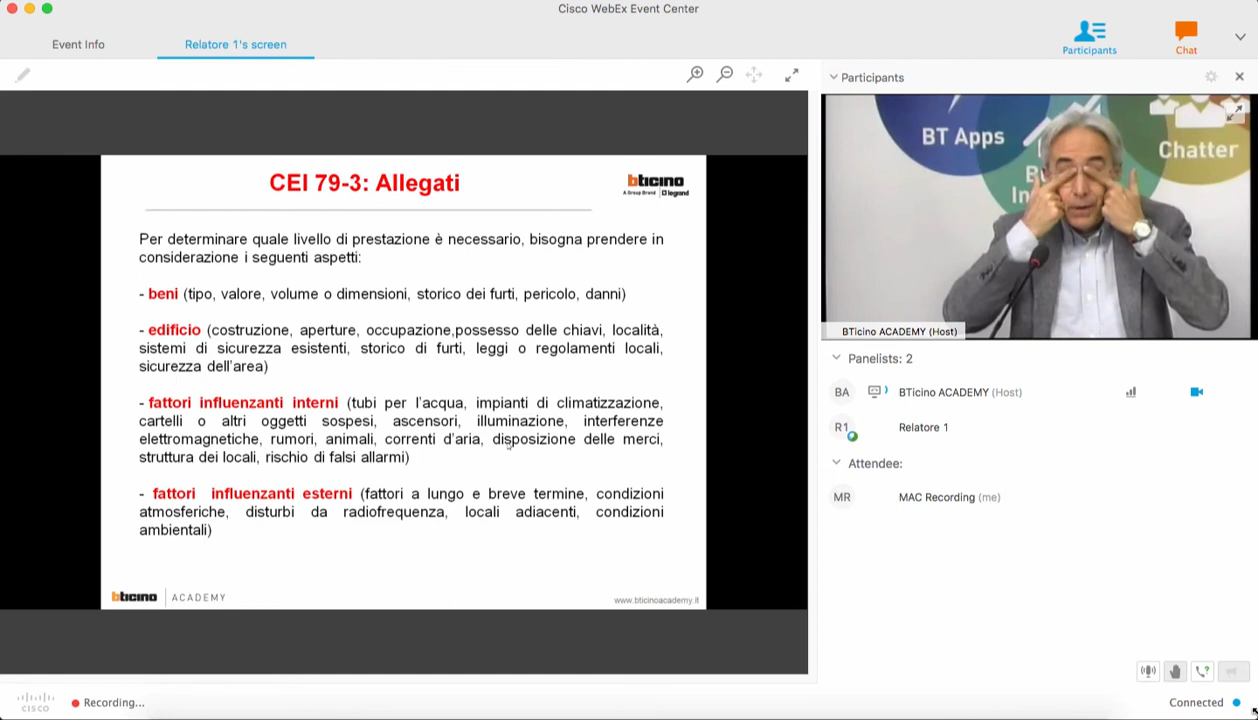 Cisco WebEx Event Center
Event Info
Relatore 1's screen
Participants
Chat
Participants
CEI 79-3: Allegati
bticino
A Group Brand legrand
Per determinare quale livello di prestazione è necessario, bisogna prendere in
considerazione i seguenti aspetti:
- beni (tipo, valore, volume o dimensioni, storico dei furti, pericolo, danni)
- edificio (costruzione, aperture, occupazione,possesso delle chiavi, località,
sistemi di sicurezza esistenti, storico di furti, leggi o regolamenti locali,
sicurezza dell'area)
- fattori influenzanti interni (tubi per l'acqua, impianti di climatizzazione,
cartelli o altri oggetti sospesi, ascensori, illuminazione, interferenze
elettromagnetiche, rumori, animali, correnti d'aria, disposizione delle merci,
struttura dei locali, rischio di falsi allarmi)
- fattori influenzanti esterni (fattori a lungo e breve termine, condizioni
atmosferiche, disturbi da radiofrequenza, locali adiacenti, condizioni
ambientali)
bticino ACADEMY
www.bticinoacademy.it
BT Apps
Chatter
BTicino ACADEMY (Host)
Panelists: 2
BA BTicino ACADEMY (Host)
R1 Relatore 1
Attendee:
MR MAC Recording (me)
CISCO
Recording...
Connected